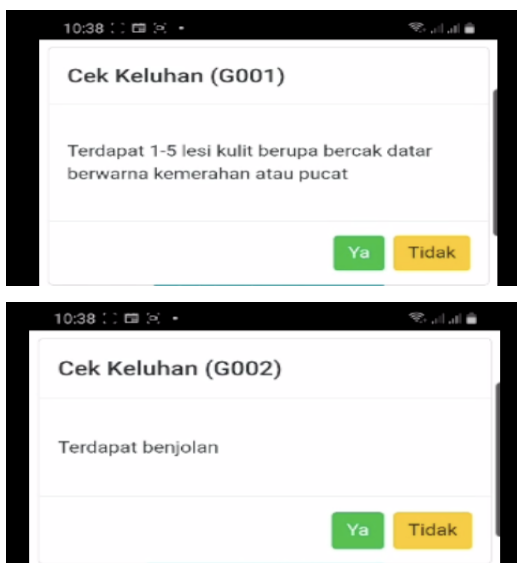 10:38
Cek Keluhan (G001)
Terdapat 1-5 lesi kulit berupa bercak datar
berwarna kemerahan atau pucat
Ya Tidak
10:38
Cek Keluhan (G002)
Terdapat benjolan
Ya Tidak